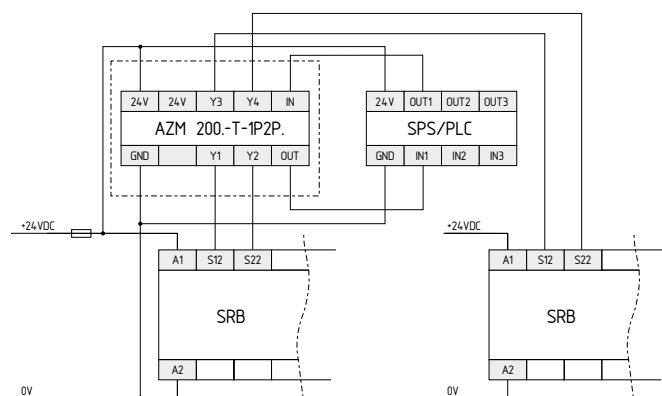 24V 24V Y3 Y4 IN
AZM 200.-T-1P2P.
GND Y1 Y2 OUT
24V OUT1 OUT2 OUT3
SPS/PLC
GND IN1 IN2 IN3
+24VDC
A1 S12 S22
SRB
A2
0V
+24VDC
A1 S12 S22
SRB
A2
0V